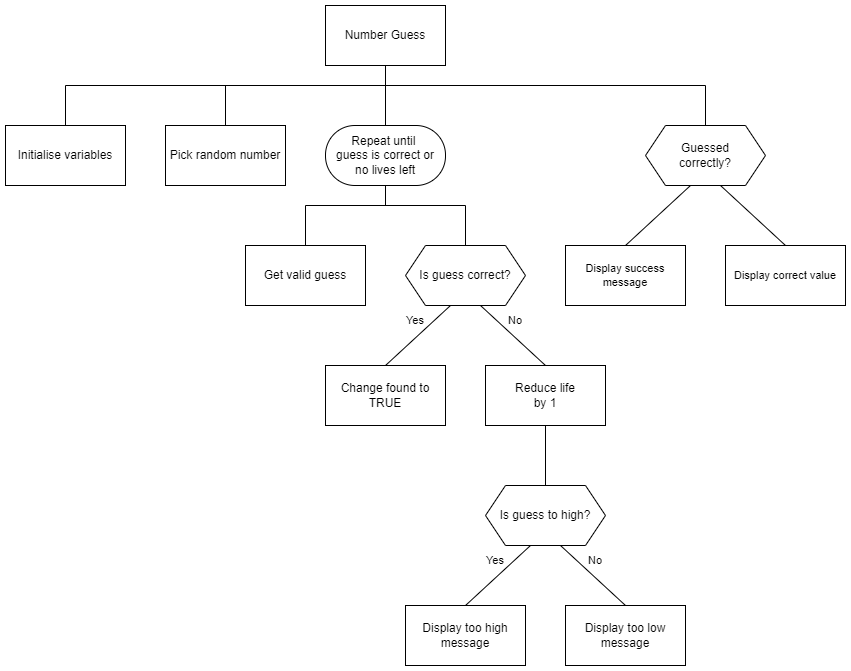 Number Guess
Initialise variables
Pick random number
Repeat until
guess is correct or
no lives left
Guessed
correctly?
Get valid guess
Is guess correct?
Display success
message
Display correct value
Yes
No
Change found to
TRUE
Reduce life
by 1
Is guess to high?
Yes
No
Display too high
message
Display too low
message